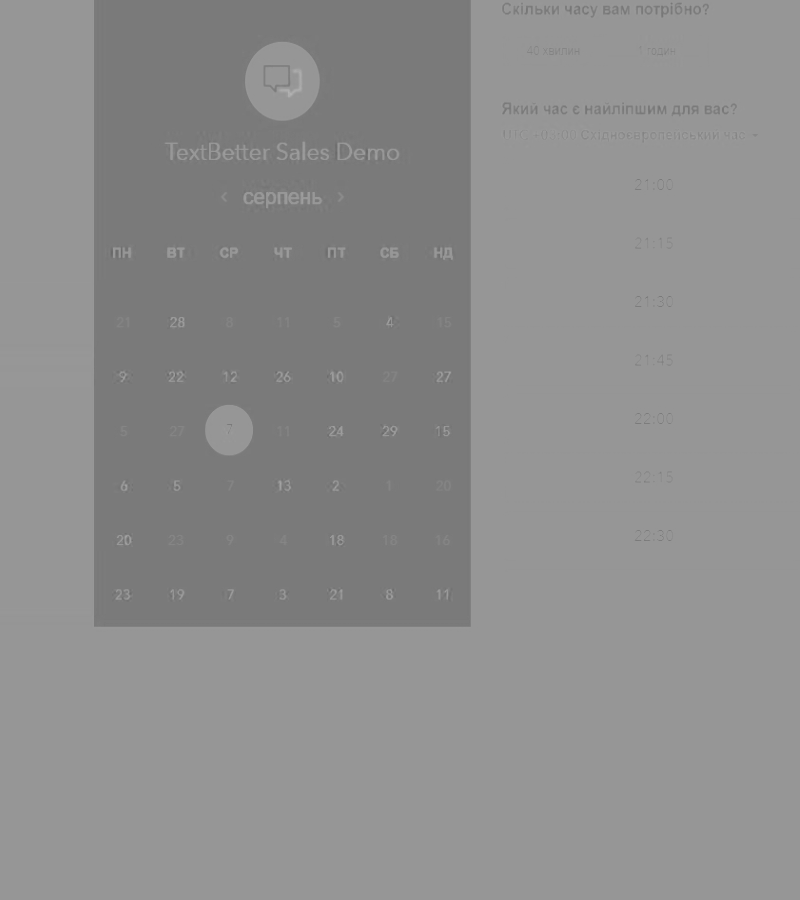 TextBetter Sales Demo
серпень
ПН ВТ СР ЧТ ПТ СБ НД
21 28 6 11 5 4 15
9 22 12 26 10 27 27
5 27 7 11 24 29 15
6 5 7 13 2 1 20
20 23 9 4 18 18 16
23 19 7 3 21 8 11
Скільки часу вам потрібно?
40 хвилин 1 годин
Який час є найліпшим для вас?
Східноєвропейський час
21:00
21:15
21:30
21:45
22:00
22:15
22:30